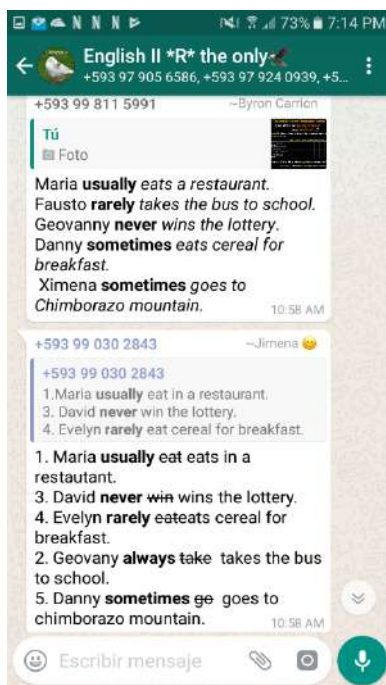 73% 7:14 PM
English II *R* the only
+593 97 905 6586, +593 97 924 0939, +5...
+593 99 811 5991 ~Byron Carrion
Tú
Foto
Maria usually eats a restaurant.
Fausto rarely takes the bus to school.
Geovanny never wins the lottery.
Danny sometimes eats cereal for
breakfast.
Ximena sometimes goes to
Chimborazo mountain.
10:58 AM
+593 99 030 2843 ~Jimena
+593 99 030 2843
1.Maria usually eat in a restaurant.
3. David never win the lottery.
4. Evelyn rarely eat cereal for breakfast.
1. Maria usually eat eats in a
restautant.
3. David never win wins the lottery.
4. Evelyn rarely eateats cereal for
breakfast.
2. Geovany always take takes the bus
to school.
5. Danny sometimes go goes to
chimborazo mountain.
10:58 AM
Escribir mensaje